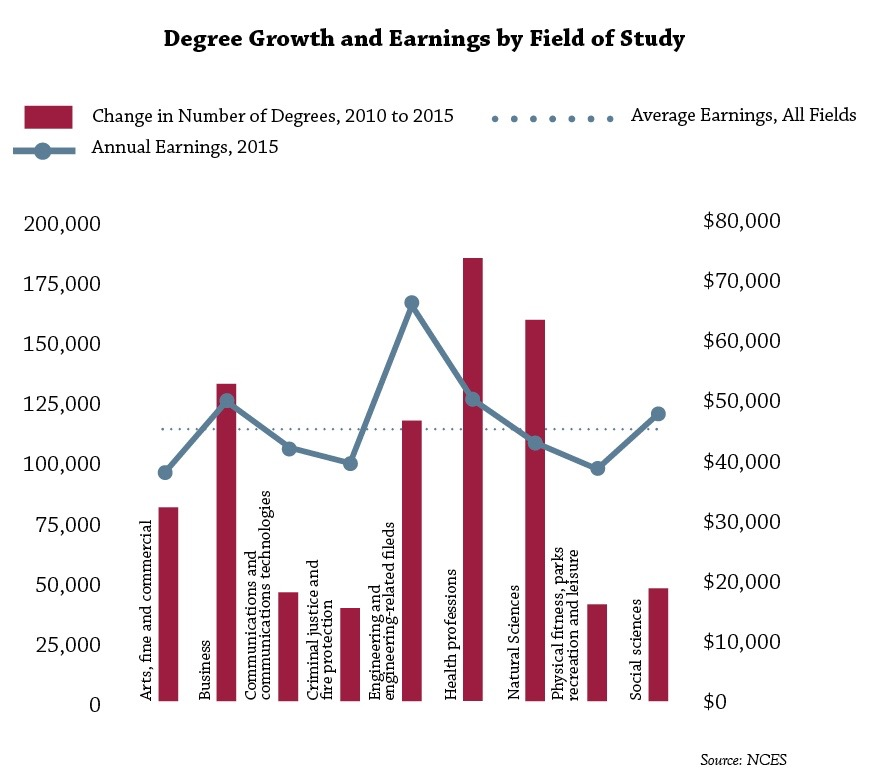 Degree Growth and Earnings by Field of Study
Change in Number of Degrees, 2010 to 2015
Average Earnings, All Fields
Annual Earnings, 2015
200,000
175,000
150,000
125,000
100,000
75,000
50,000
25,000
0
$80,000
$70,000
$60,000
$50,000
$40,000
$30,000
$20,000
$10,000
$0
Arts, fine and commercial
Business
Communications and
communications technologies
Criminal justice and
fire protection
Engineering and
engineering-related fileds
Health professions
Natural Sciences
Physical fitness, parks
recreation and leisure
Social sciences
Source: NCES